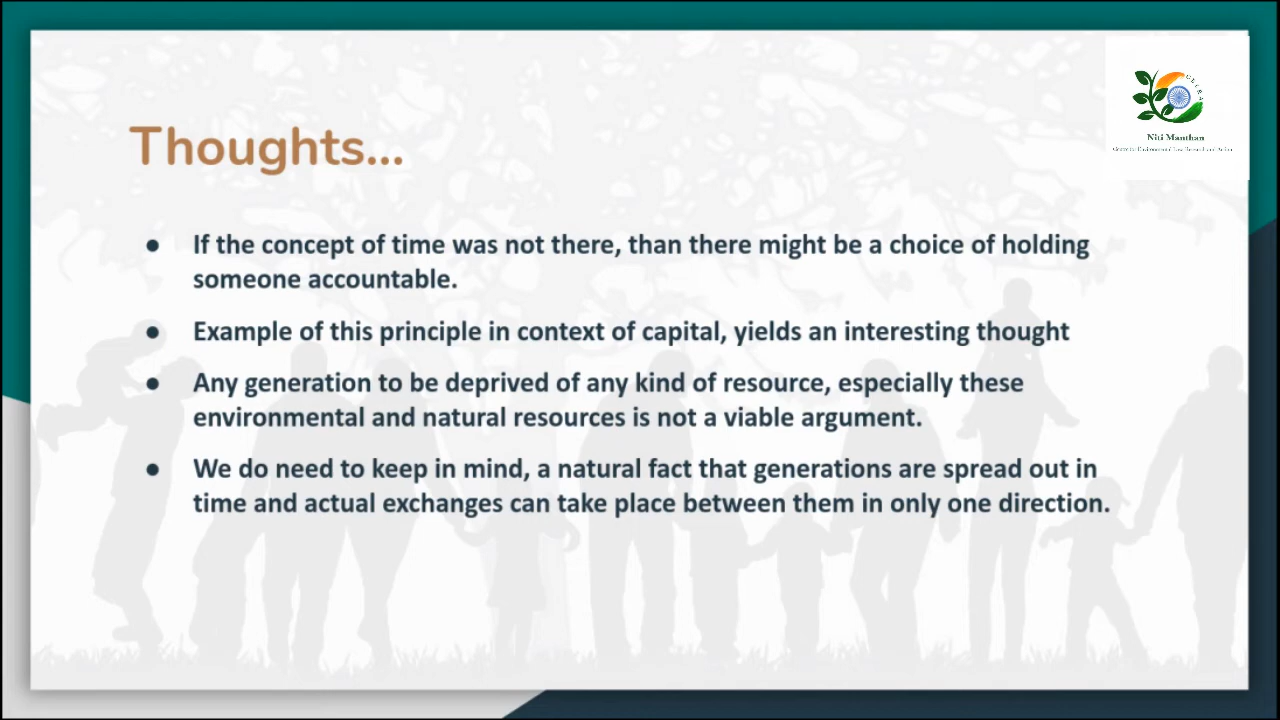 Thoughts...
Niti Manthan
● If the concept of time was not there, than there might be a choice of holding
someone accountable.
● Example of this principle in context of capital, yields an interesting thought
● Any generation to be deprived of any kind of resource, especially these
environmental and natural resources is not a viable argument.
● We do need to keep in mind, a natural fact that generations are spread out in
time and actual exchanges can take place between them in only one direction.